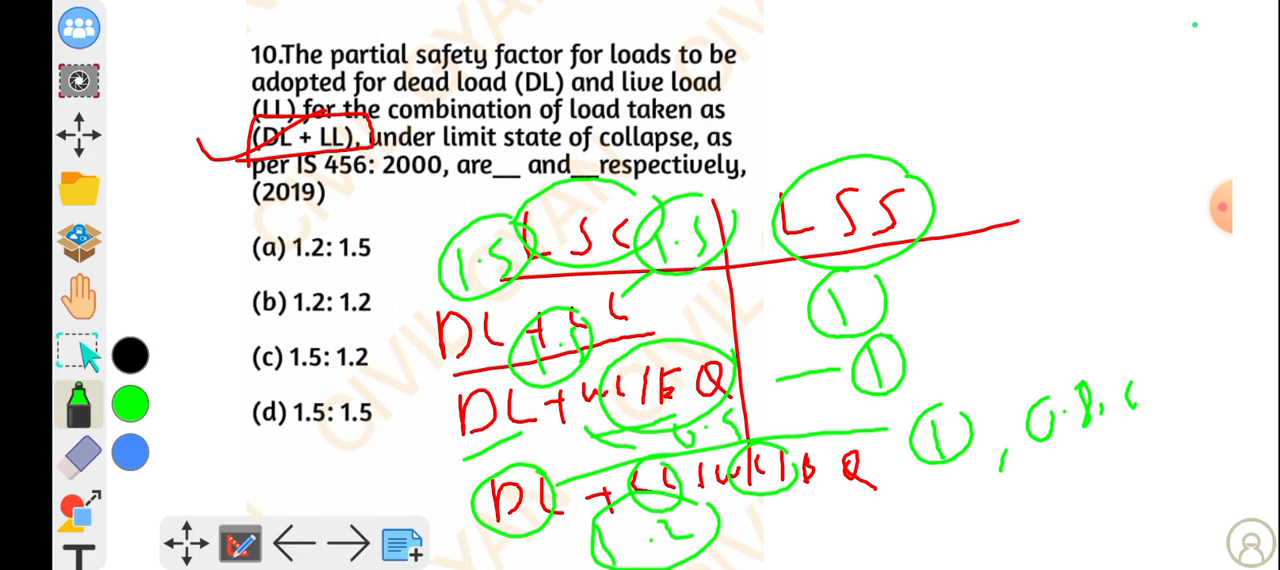 10.The partial safety factor for loads to be
adopted for dead load (DL) and live load
(LL) for the combination of load taken as
(DL + LL), under limit state of collapse, as
per IS 456: 2000, are__ and__respectively,
(2019)
(a) 1.2: 1.5
(b) 1.2: 1.2
(c) 1.5: 1.2
(d) 1.5: 1.5
1.5 LSC 1.5 LSS
DL + LL 1
1.5
DL + WL/EQ 1
1, 0.8,
DL + LL
1.2
T